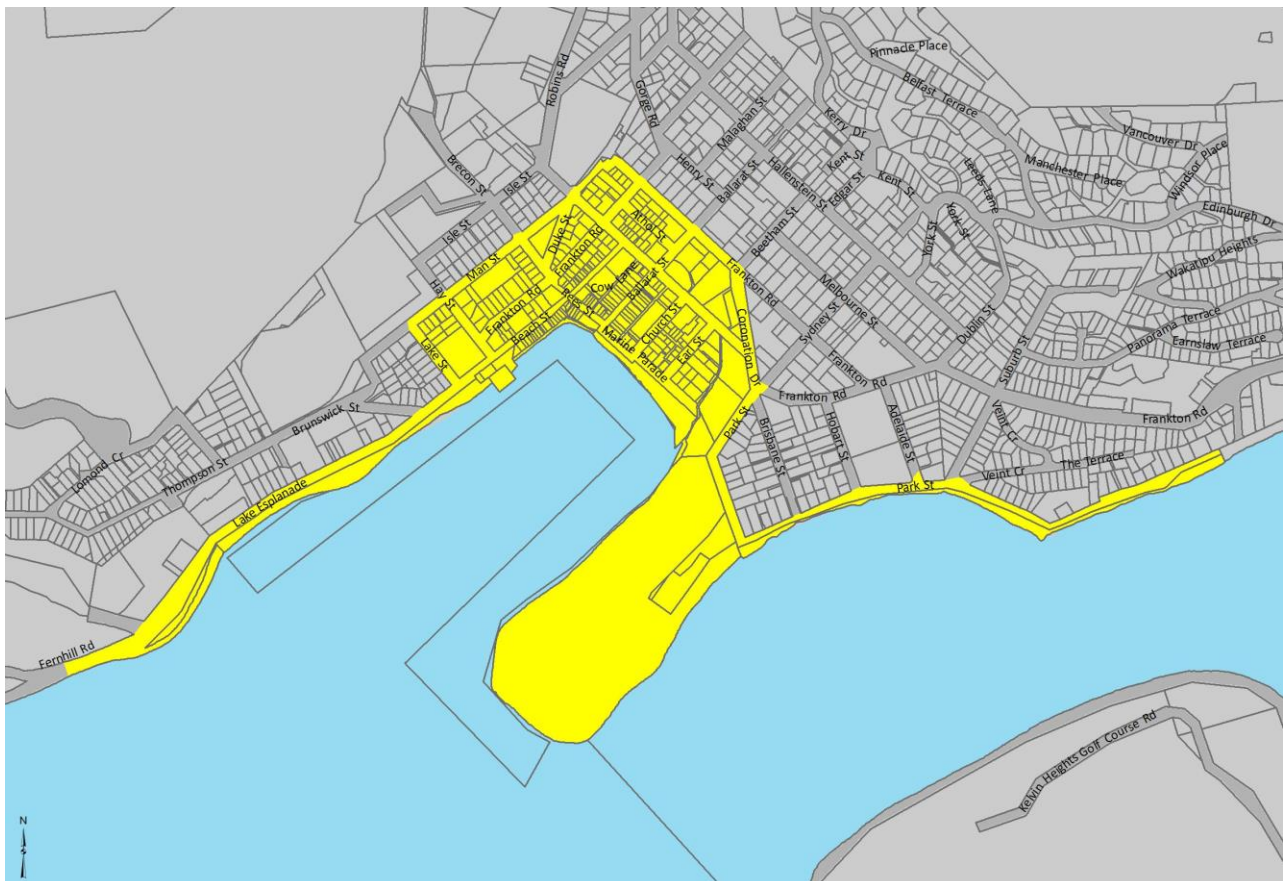 Pinnacle Place
Belfast Terrace
Robins Rd
Gorge Rd
Malaghan St
Kerry Dr
Vancouver Dr
Windsor Place
Manchester Place
Brecon St
Isle St
Henry St
Ballarat St
Hallenstein St
Kent St
Edgar St
Kent St
Leeds Lane
York St
York St
Edinburgh Dr
Isle St
Duke St
Athol St
Beetham St
Wakatipu Heights
Man St
Frankton Rd
Cow Lane
Ballarat St
Frankton Rd
Melbourne St
Hay St
Frankton Rd
Rees St
Beach St
Church St
Coronation Dr
Sydney St
Dublin St
Suburb St
Panorama Terrace
Earnslaw Terrace
Lake St
Marine Parade
Earl St
Frankton Rd
Frankton Rd
Frankton Rd
Brunswick St
Park St
Brisbane St
Hobart St
Adelaide St
Veint Cr
Lomond Cr
Thompson St
Veint Cr
The Terrace
Park St
Lake Esplanade
Fernhill Rd
Kelvin Heights Golf Course Rd
N